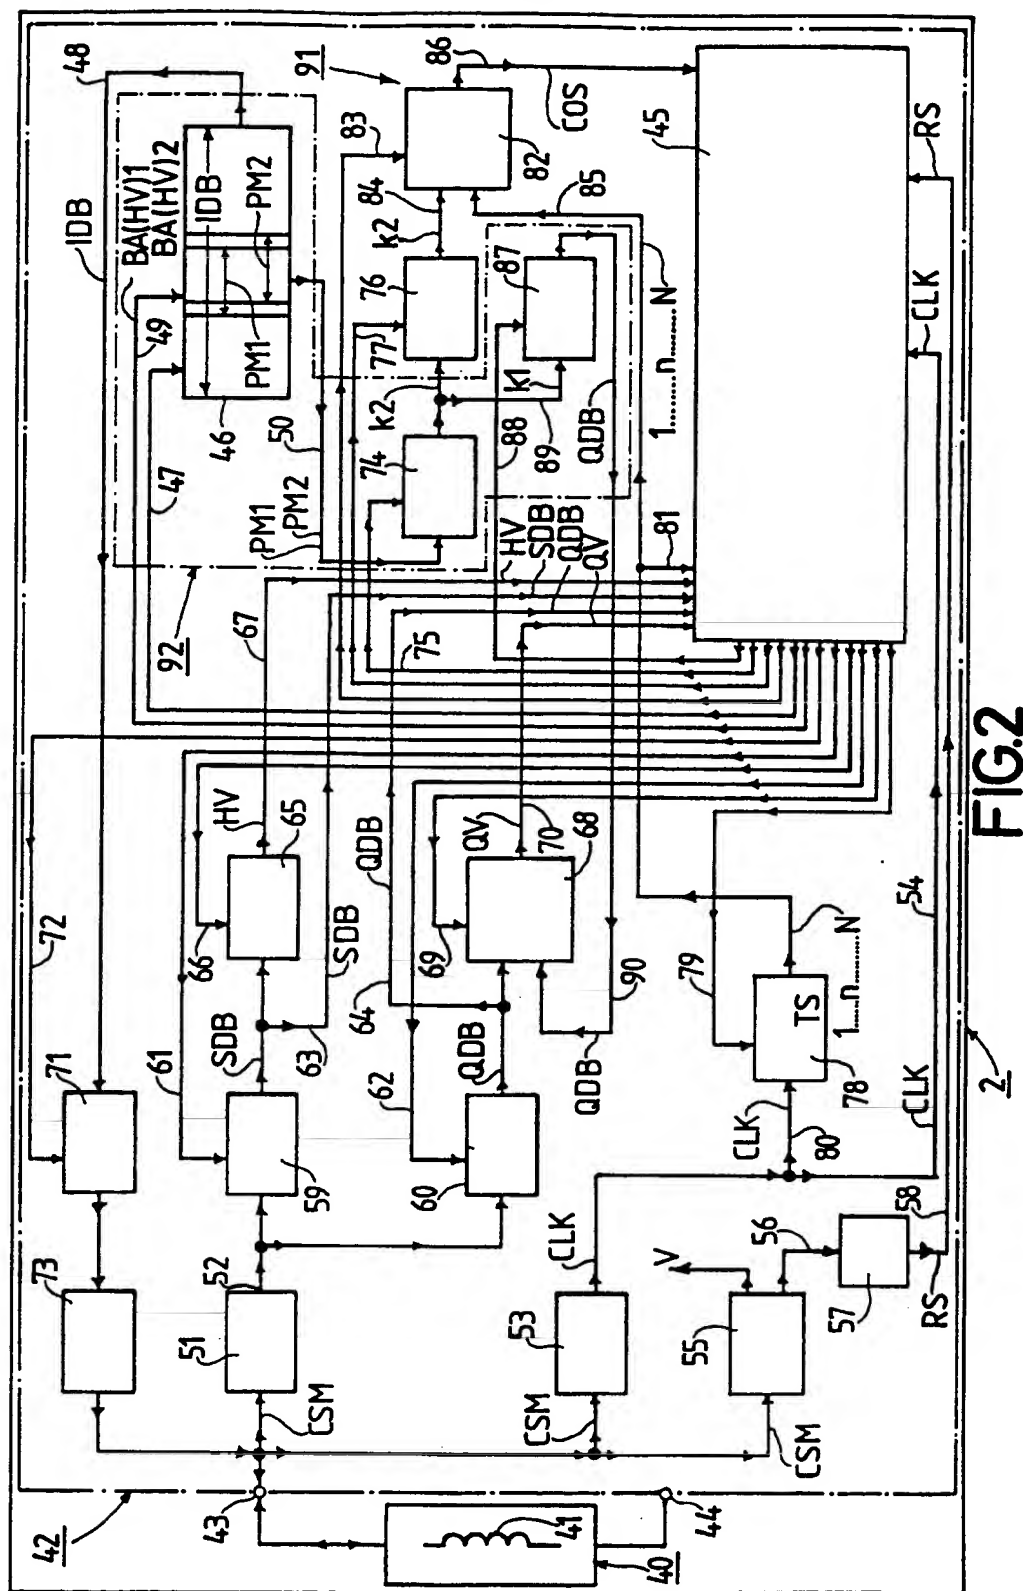 42
72
48
73
71
IDB
BA(HV)1
49
BA(HV)2
61
47
51
92
43
52
SDB
66
HV
46
IDB
67
PM1
PM2
PM1
50
PM2
CSM
59
65
63
91
SDB
83
64
QDB
62
75
77
76
84
74
k2
k2
60
69
QDB
QV
86
88
k1
87
HV
89
SDB
82
53
CLK
70
QDB
QV
COS
CSM
QDB
68
QDB
85
41
90
40
V
1......n.......N
N
45
55
56
79
81
44
CLK
80
TS
1......n......N
78
CSM
57
CLK
54
CLK
RS
RS
58
2
FIG.2